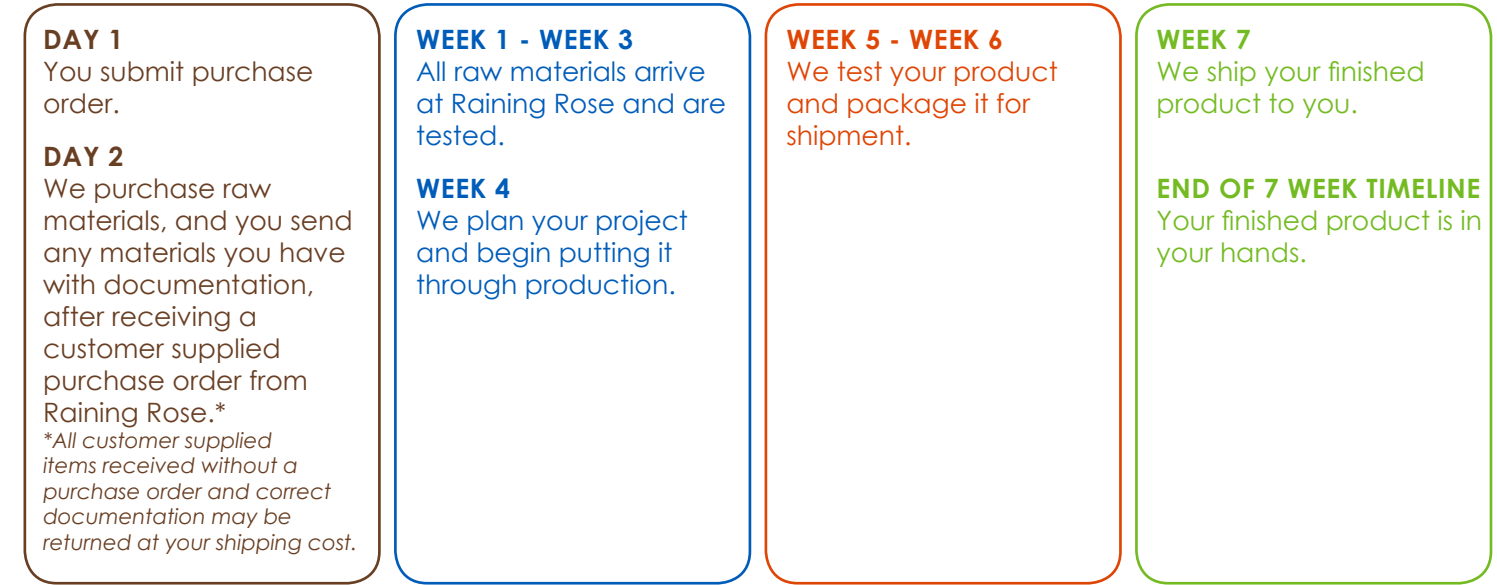 DAY 1
You submit purchase
order.
DAY 2
We purchase raw
materials, and you send
any materials you have
with documentation,
after receiving a
customer supplied
purchase order from
Raining Rose.*
*All customer supplied
items received without a
purchase order and correct
documentation may be
returned at your shipping cost.
WEEK 1 - WEEK 3
All raw materials arrive
at Raining Rose and are
tested.
WEEK 4
We plan your project
and begin putting it
through production.
WEEK 5 - WEEK 6
We test your product
and package it for
shipment.
WEEK 7
We ship your finished
product to you.
END OF 7 WEEK TIMELINE
Your finished product is in
your hands.